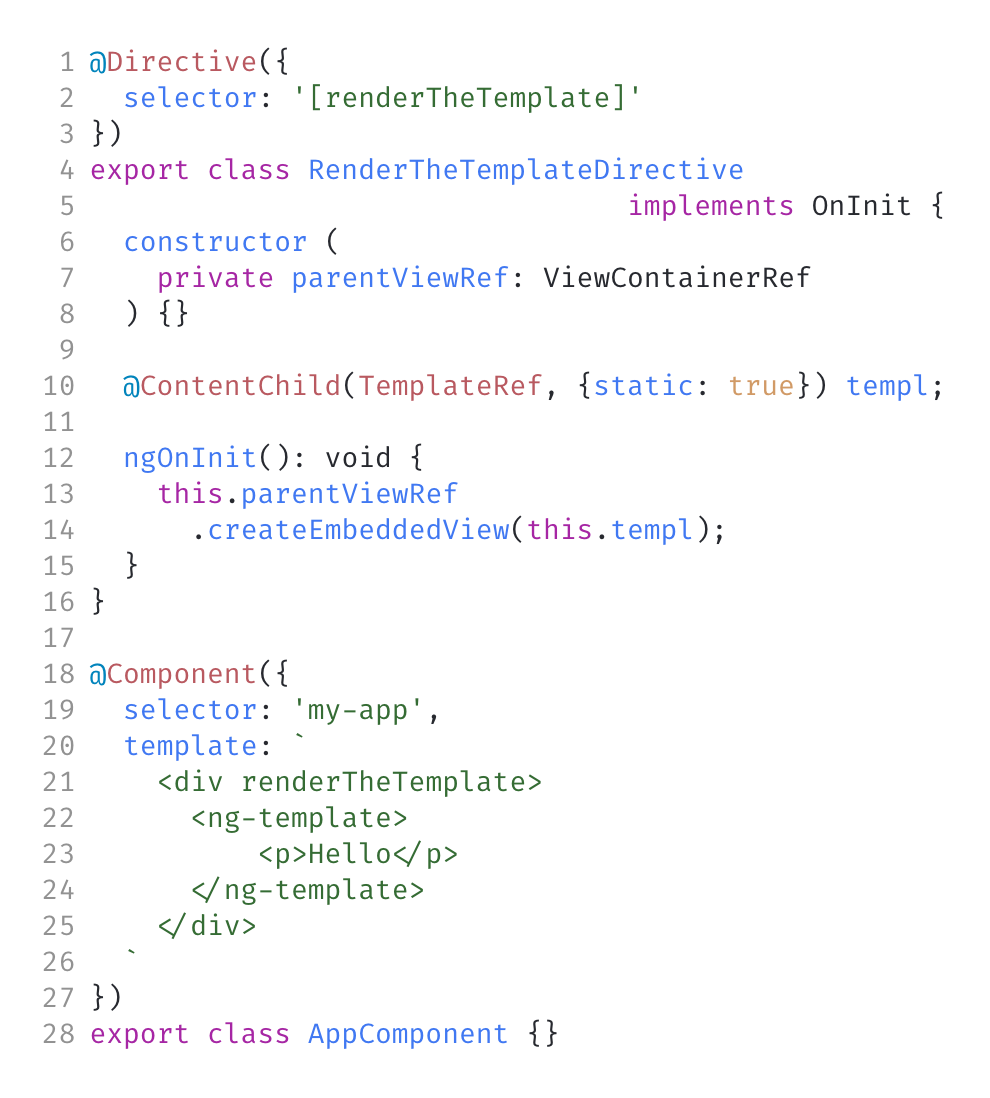 1 @Directive({
2   selector: '[renderTheTemplate]'
3 })
4 export class RenderTheTemplateDirective
5                                 implements OnInit {
6   constructor (
7     private parentViewRef: ViewContainerRef
8   ) {}
9
10   @ContentChild(TemplateRef, {static: true}) templ;
11
12   ngOnInit(): void {
13     this.parentViewRef
14       .createEmbeddedView(this.templ);
15   }
16 }
17
18 @Component({
19   selector: 'my-app',
20   template: `
21     <div renderTheTemplate>
22       <ng-template>
23           <p>Hello</p>
24       </ng-template>
25     </div>
26   `
27 })
28 export class AppComponent {}